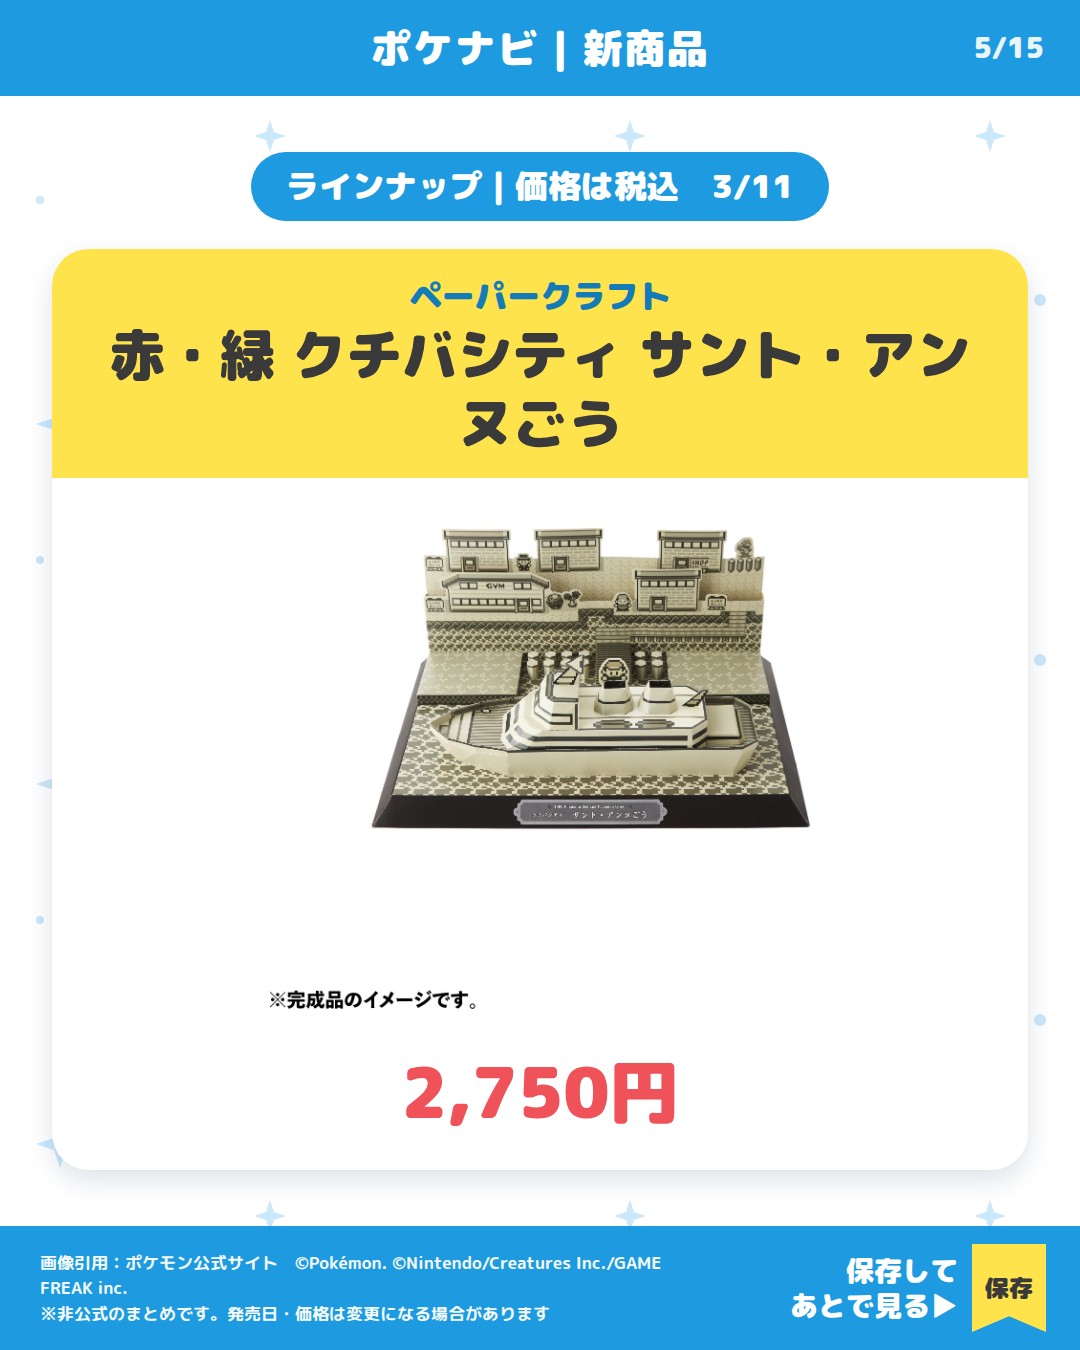 ポケナビ｜新商品
5/15
ラインナップ｜価格は税込　3/11
ペーパークラフト
赤・緑 クチバシティ サント・アン
ヌごう
GYM
SHOP
サント・アンヌごう
※完成品のイメージです。
2,750円
画像引用：ポケモン公式サイト　©Pokémon. ©Nintendo/Creatures Inc./GAME
FREAK inc.
※非公式のまとめです。発売日・価格は変更になる場合があります
保存して
あとで見る▶
保存